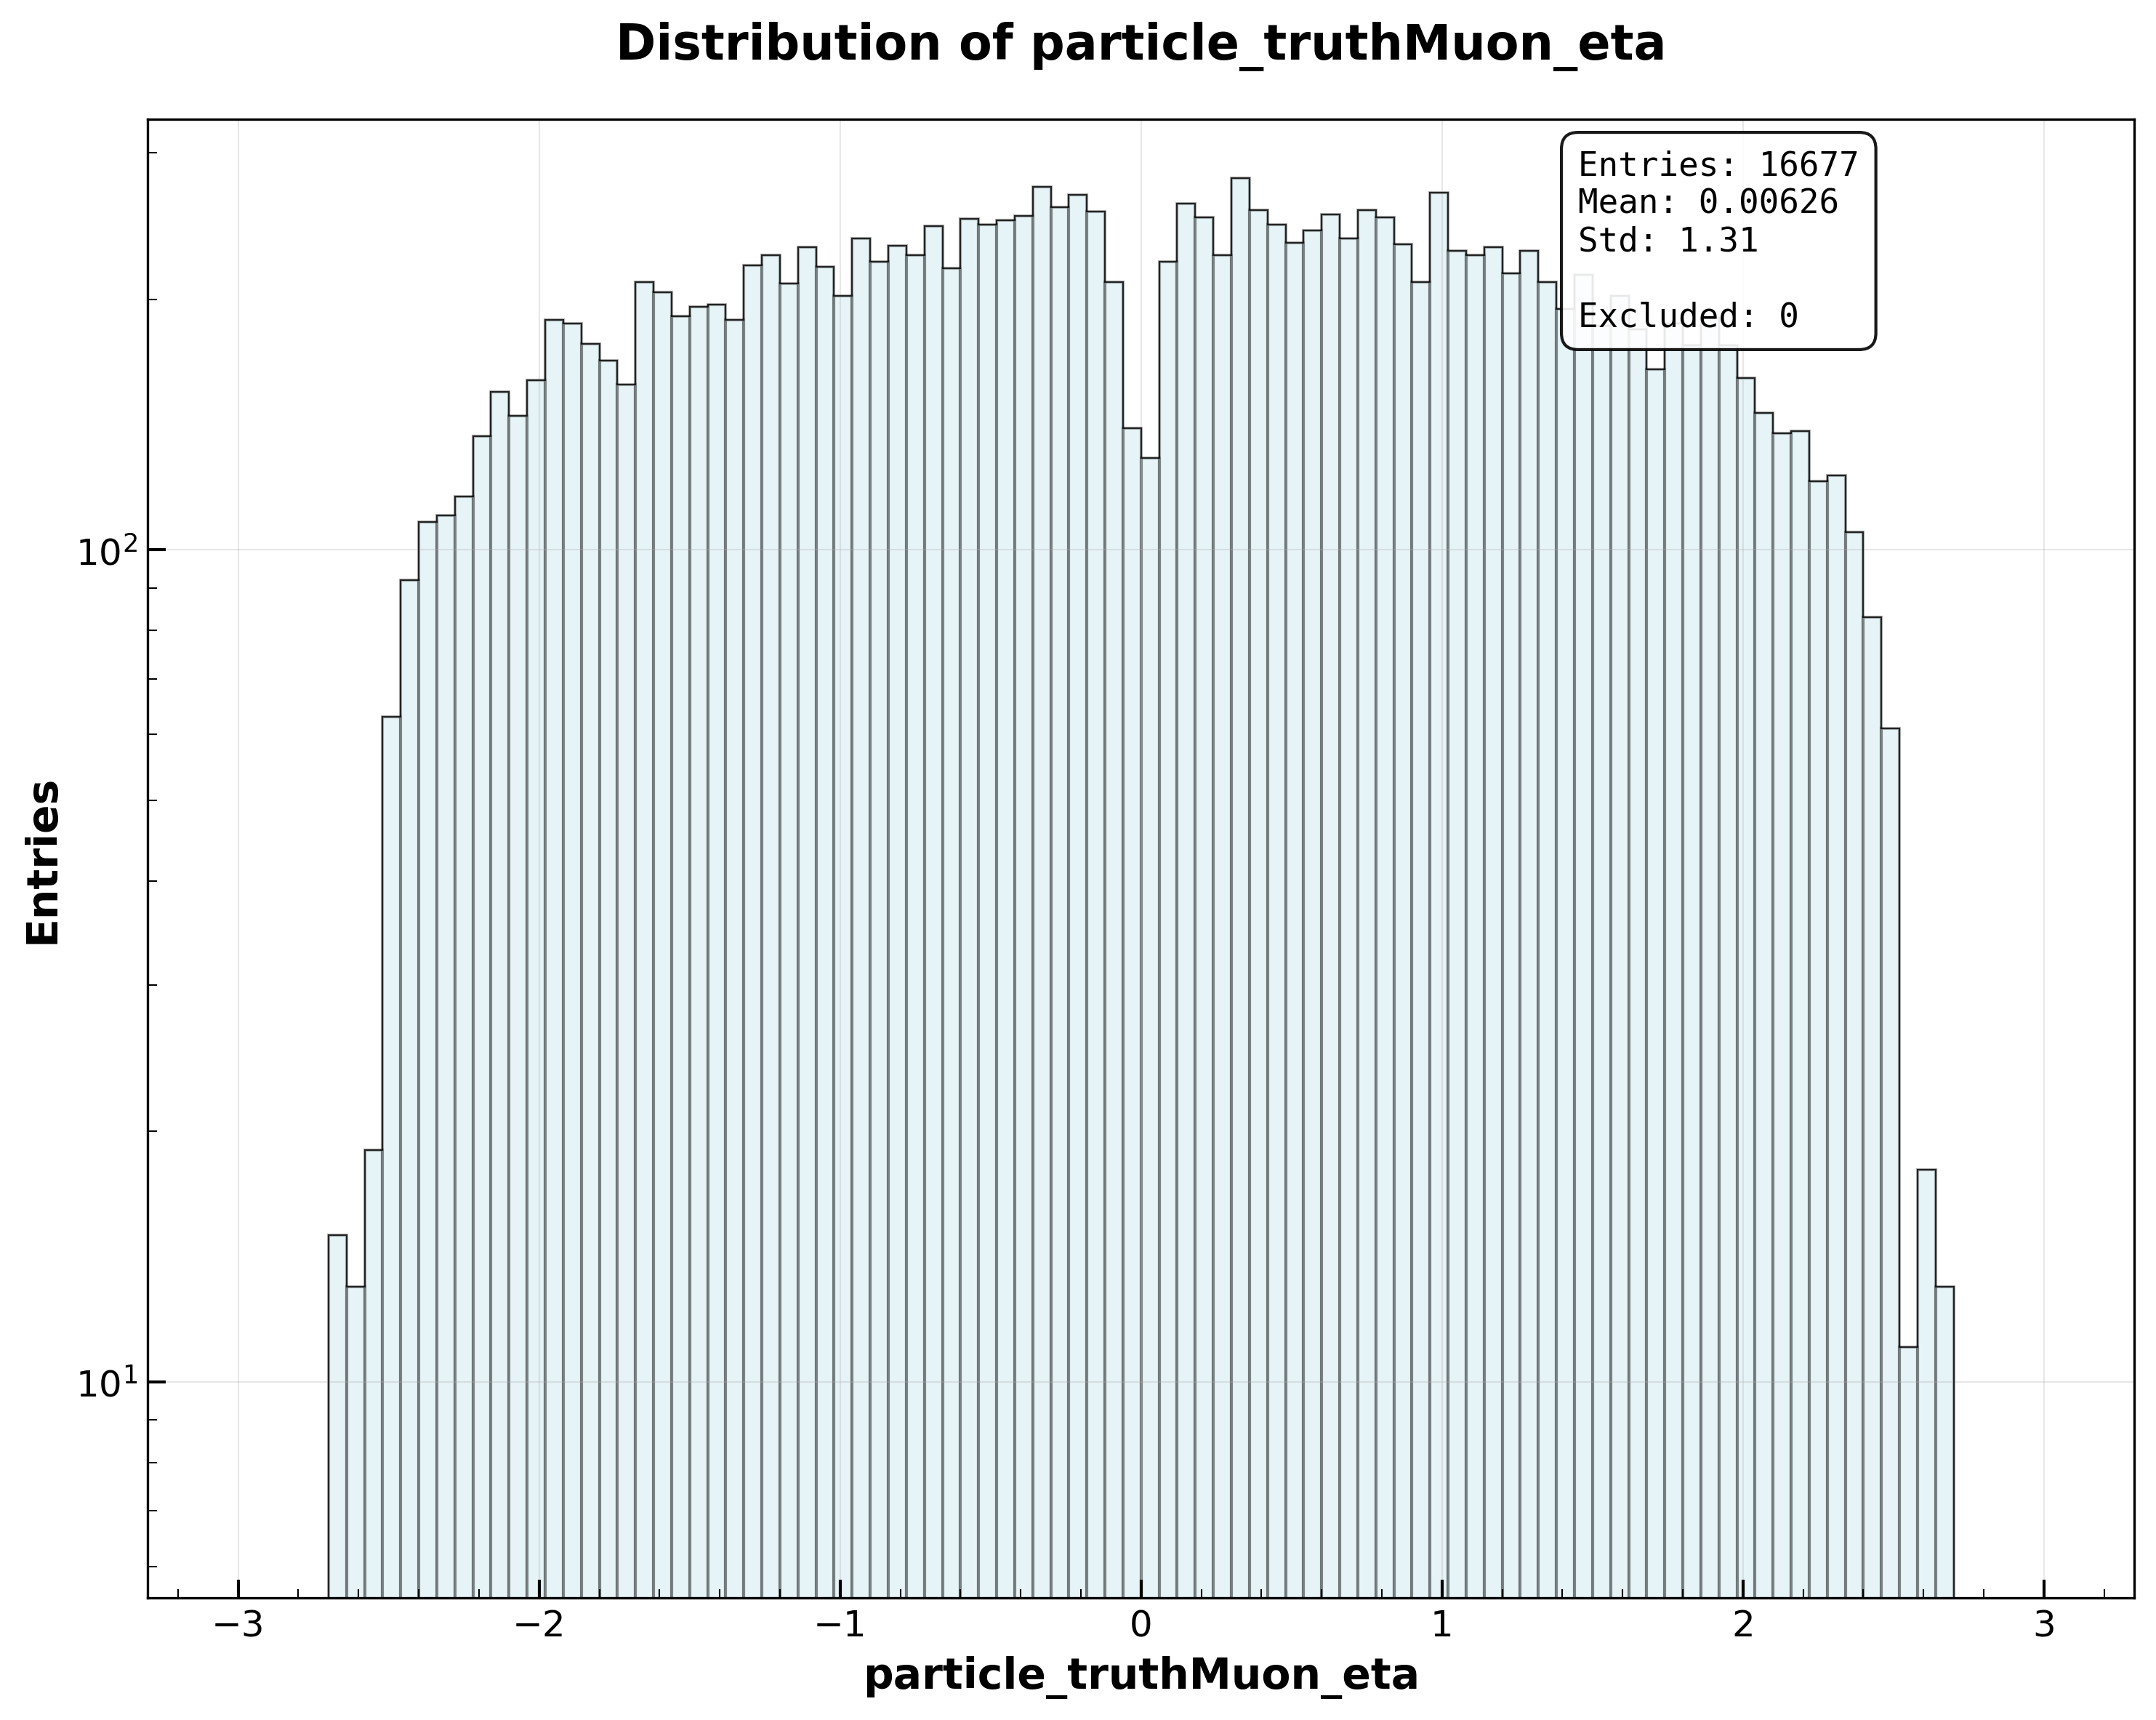 Distribution of particle_truthMuon_eta
Entries: 16677
Mean: 0.00626
Std: 1.31
Excluded: 0
Entries
10²
10¹
−3 −2 −1 0 1 2 3
particle_truthMuon_eta